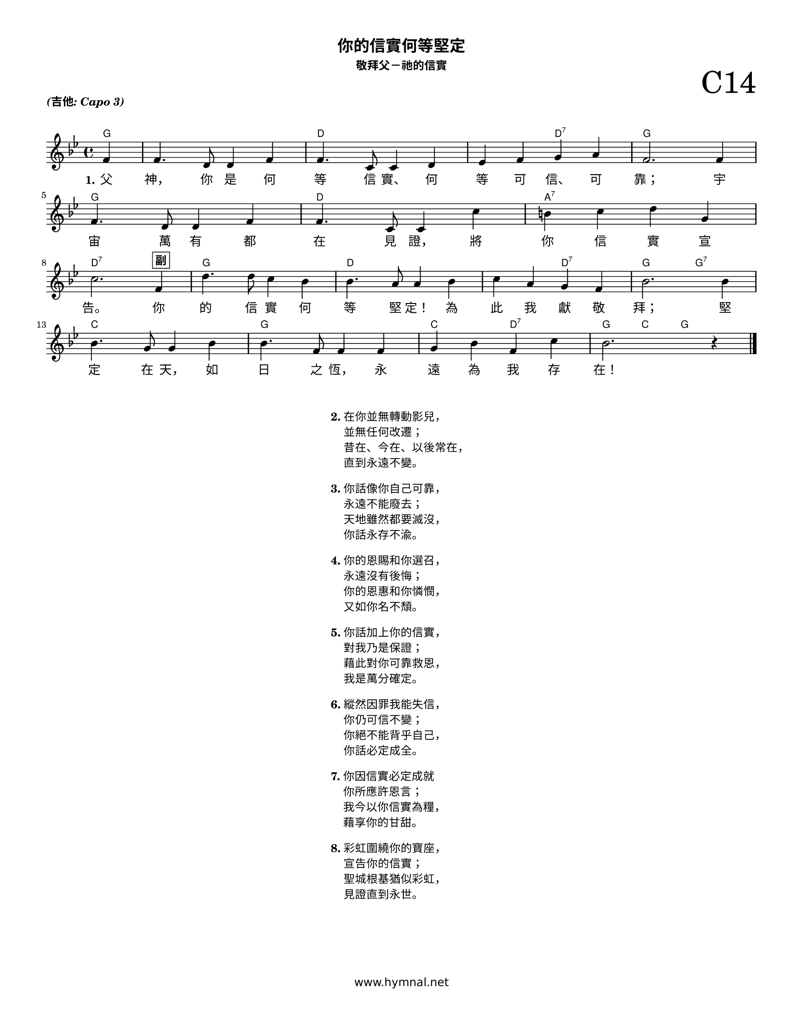 你的信實何等堅定
敬拜父－祂的信實
C14
(吉他: Capo 3)
G D D7 G
1. 父 神， 你 是 何 等 信 實、 何 等 可 信、 可 靠； 宇
5
G D A7
宙 萬 有 都 在 見 證， 將 你 信 實 宣
8
D7 副 G D D7 G G7
告。 你 的 信 實 何 等 堅 定！ 為 此 我 獻 敬 拜； 堅
13
C G C D7 G C G
定 在 天， 如 日 之 恆， 永 遠 為 我 存 在！
2. 在你並無轉動影兒，
並無任何改遷；
昔在、今在、以後常在，
直到永遠不變。
3. 你話像你自己可靠，
永遠不能廢去；
天地雖然都要滅沒，
你話永存不渝。
4. 你的恩賜和你選召，
永遠沒有後悔；
你的恩惠和你憐憫，
又如你名不頹。
5. 你話加上你的信實，
對我乃是保證；
藉此對你可靠救恩，
我是萬分確定。
6. 縱然因罪我能失信，
你仍可信不變；
你絕不能背乎自己，
你話必定成全。
7. 你因信實必定成就
你所應許恩言；
我今以你信實為糧，
藉享你的甘甜。
8. 彩虹圍繞你的寶座，
宣告你的信實；
聖城根基猶似彩虹，
見證直到永世。
www.hymnal.net